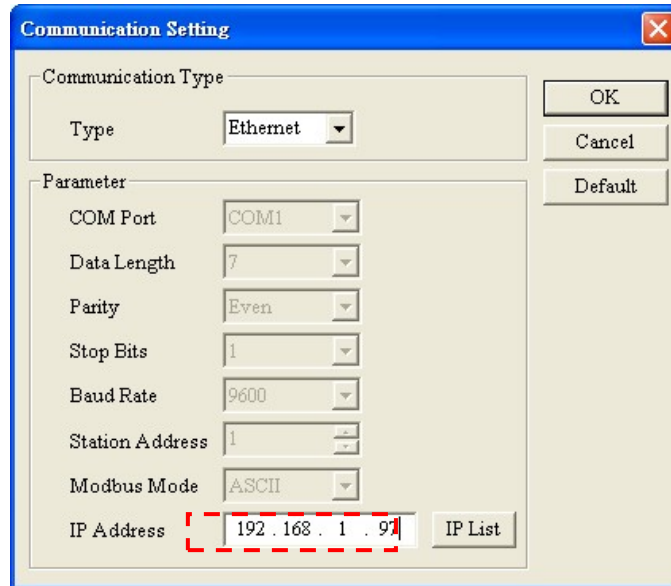 Communication Setting
Communication Type
Type Ethernet
OK
Cancel
Default
Parameter
COM Port COM1
Data Length 7
Parity Even
Stop Bits 1
Baud Rate 9600
Station Address 1
Modbus Mode ASCII
IP Address 192 . 168 . 1 . 97 IP List